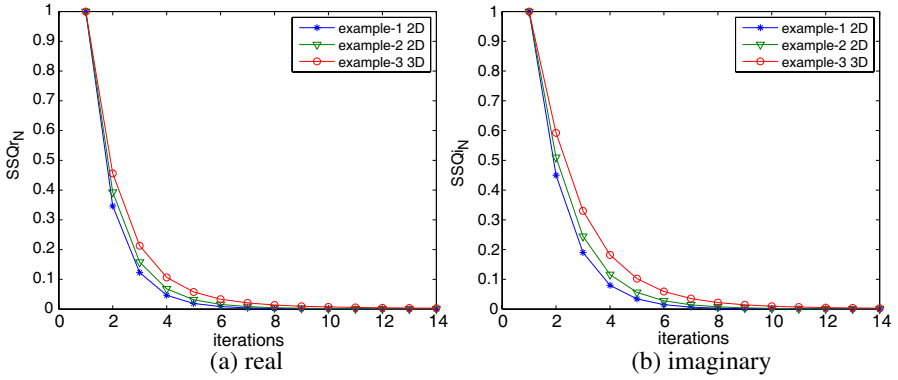 1
0.9
0.8
0.7
0.6
0.5
0.4
0.3
0.2
0.1
0
SSQr_N
example-1 2D
example-2 2D
example-3 3D
0 2 4 6 8 10 12 14
iterations
(a) real
1
0.9
0.8
0.7
0.6
0.5
0.4
0.3
0.2
0.1
0
SSQi_N
example-1 2D
example-2 2D
example-3 3D
0 2 4 6 8 10 12 14
iterations
(b) imaginary